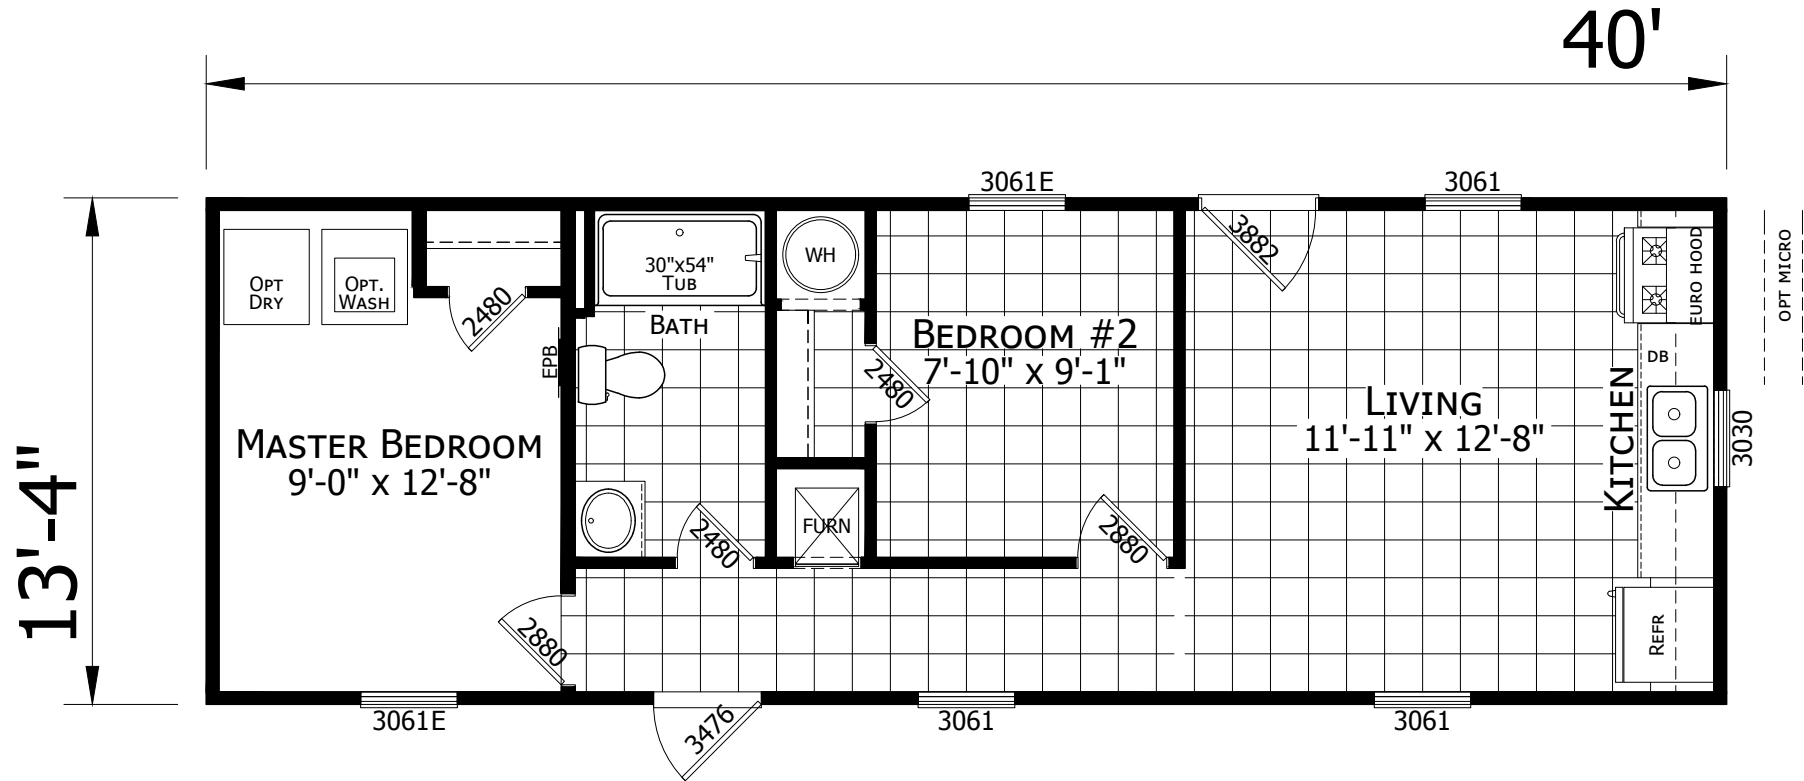 40'
13'-4"
3061E
3061
3882
OPT
DRY
OPT.
WASH
2480
30"x54"
TUB
WH
EURO HOOD
OPT MICRO
BATH
EPB
BEDROOM #2
7'-10" x 9'-1"
2480
DB
LIVING
11'-11" x 12'-8"
KITCHEN
3030
MASTER BEDROOM
9'-0" x 12'-8"
2480
FURN
2880
2880
REFR
3061E
3476
3061
3061